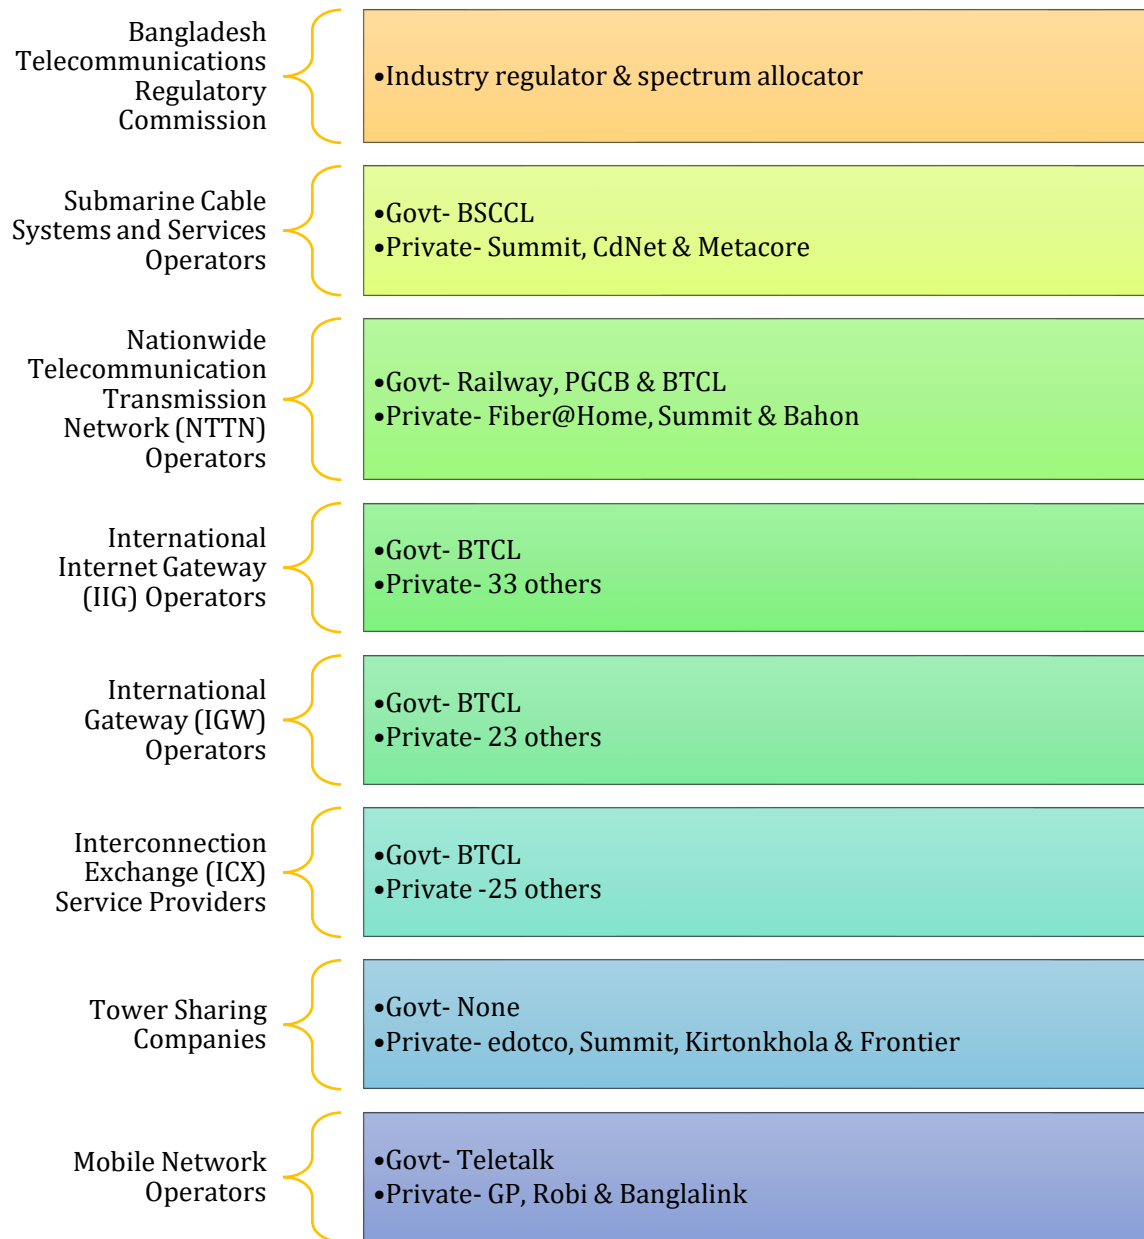 Bangladesh
Telecommunications
Regulatory
Commission
•Industry regulator & spectrum allocator
Submarine Cable
Systems and Services
Operators
•Govt- BSCCL
•Private- Summit, CdNet & Metacore
Nationwide
Telecommunication
Transmission
Network (NTTN)
Operators
•Govt- Railway, PGCB & BTCL
•Private- Fiber@Home, Summit & Bahon
International
Internet Gateway
(IIG) Operators
•Govt- BTCL
•Private- 33 others
International
Gateway (IGW)
Operators
•Govt- BTCL
•Private- 23 others
Interconnection
Exchange (ICX)
Service Providers
•Govt- BTCL
•Private -25 others
Tower Sharing
Companies
•Govt- None
•Private- edotco, Summit, Kirtonkhola & Frontier
Mobile Network
Operators
•Govt- Teletalk
•Private- GP, Robi & Banglalink